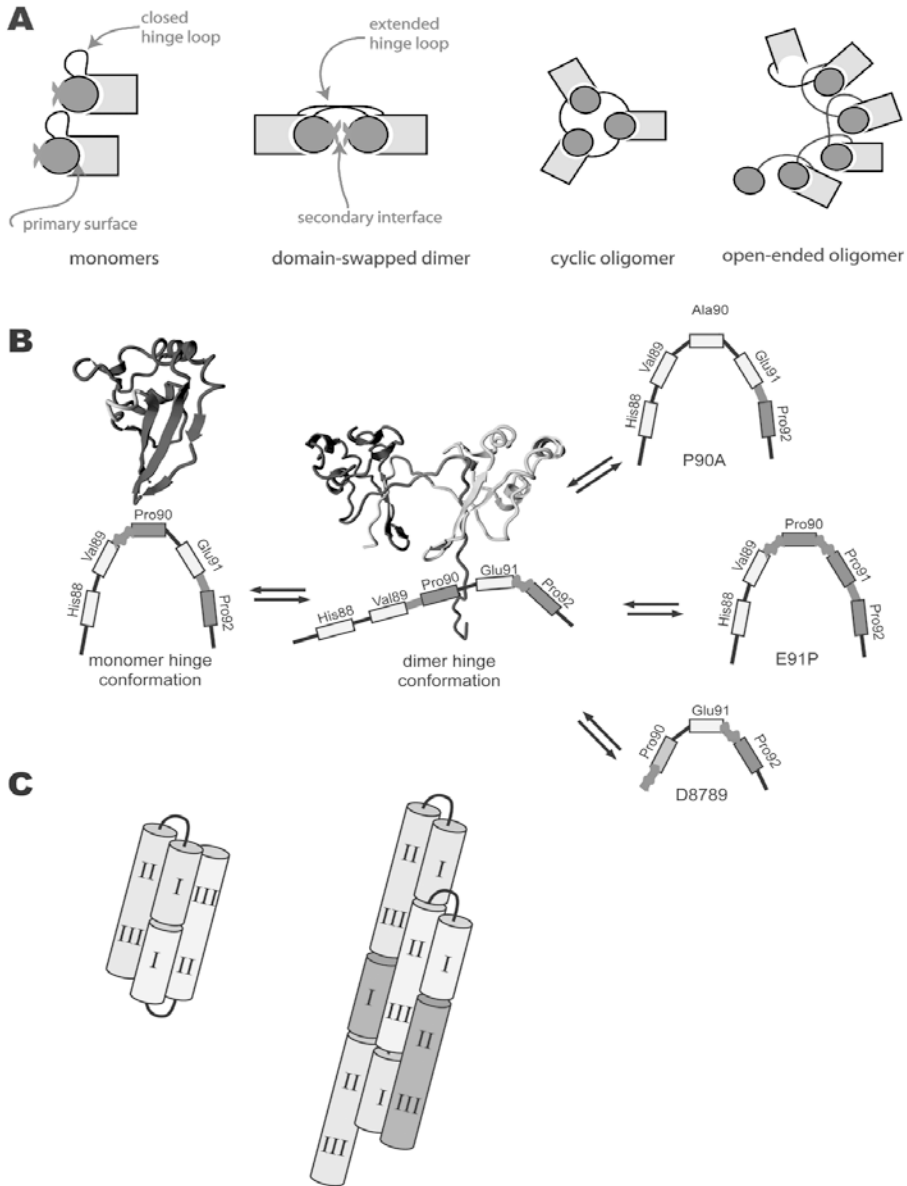 A
closed
hinge loop
extended
hinge loop
primary surface
secondary interface
monomers
domain-swapped dimer
cyclic oligomer
open-ended oligomer
B
Ala90
Val89
Glu91
His88
Pro92
P90A
Pro90
Val89
Glu91
His88
Pro92
monomer hinge
conformation
His88
Val89
Pro90
Glu91
Pro92
dimer hinge
conformation
Pro90
Val89
Pro91
His88
Pro92
E91P
Glu91
Pro90
Pro92
D8789
C
II
I
III
III
I
II
II
I
III
II
I
I
III
II
II
I
III
III